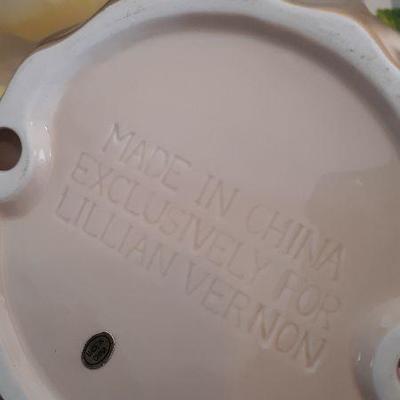 MADE IN CHINA
EXCLUSIVELY FOR
LILLIAN VERNON